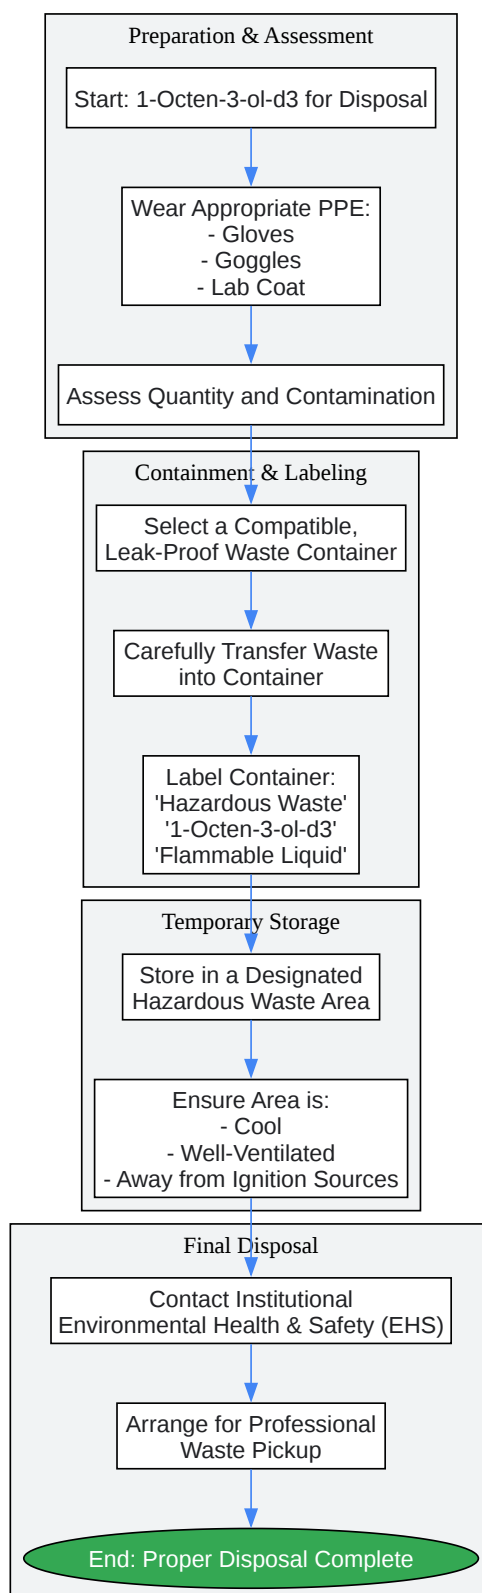 Preparation & Assessment
Start: 1-Octen-3-ol-d3 for Disposal
Wear Appropriate PPE:
- Gloves
- Goggles
- Lab Coat
Assess Quantity and Contamination
Containment & Labeling
Select a Compatible,
Leak-Proof Waste Container
Carefully Transfer Waste
into Container
Label Container:
'Hazardous Waste'
'1-Octen-3-ol-d3'
'Flammable Liquid'
Temporary Storage
Store in a Designated
Hazardous Waste Area
Ensure Area is:
- Cool
- Well-Ventilated
- Away from Ignition Sources
Final Disposal
Contact Institutional
Environmental Health & Safety (EHS)
Arrange for Professional
Waste Pickup
End: Proper Disposal Complete